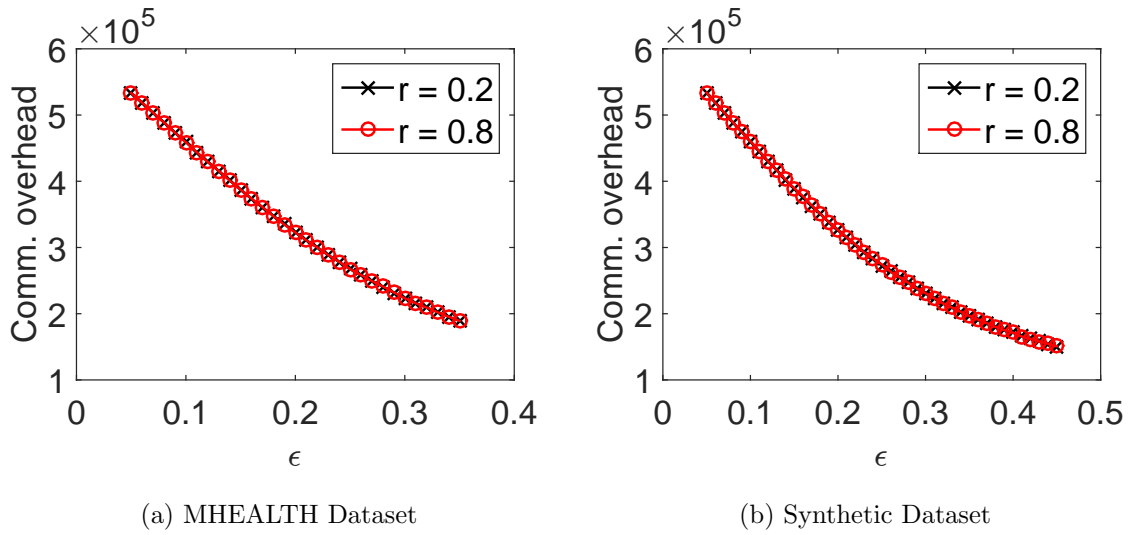 ×10^5
6
5
4
3
2
1
Comm. overhead
r = 0.2
r = 0.8
0 0.1 0.2 0.3 0.4
ϵ
(a) MHEALTH Dataset
×10^5
6
5
4
3
2
1
Comm. overhead
r = 0.2
r = 0.8
0 0.1 0.2 0.3 0.4 0.5
ϵ
(b) Synthetic Dataset